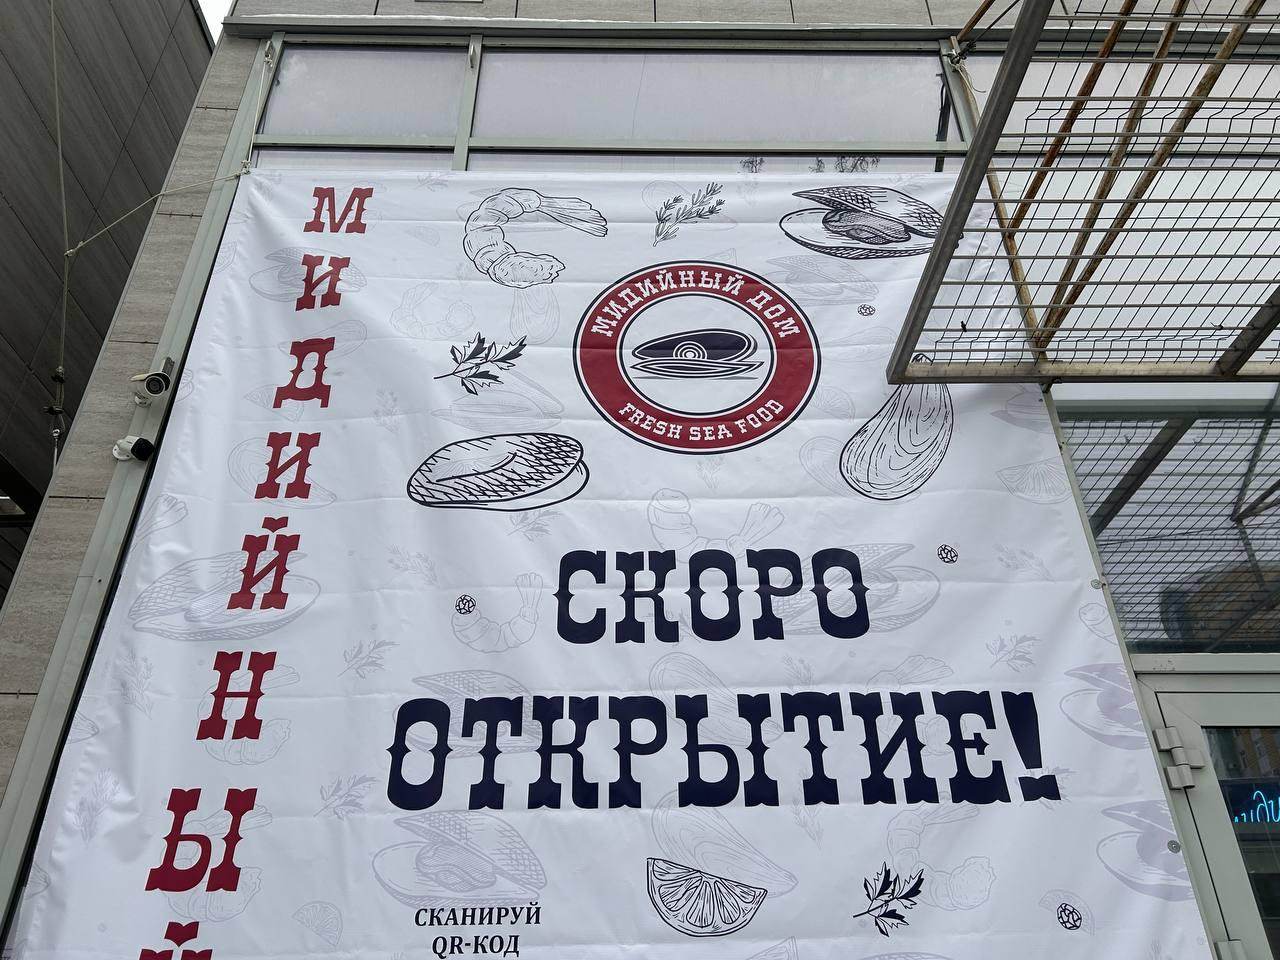 МИДИЙНЫЙ
МИДИЙНЫЙ ДОМ
FRESH SEA FOOD
СКОРО
ОТКРЫТИЕ!
СКАНИРУЙ
QR-КОД